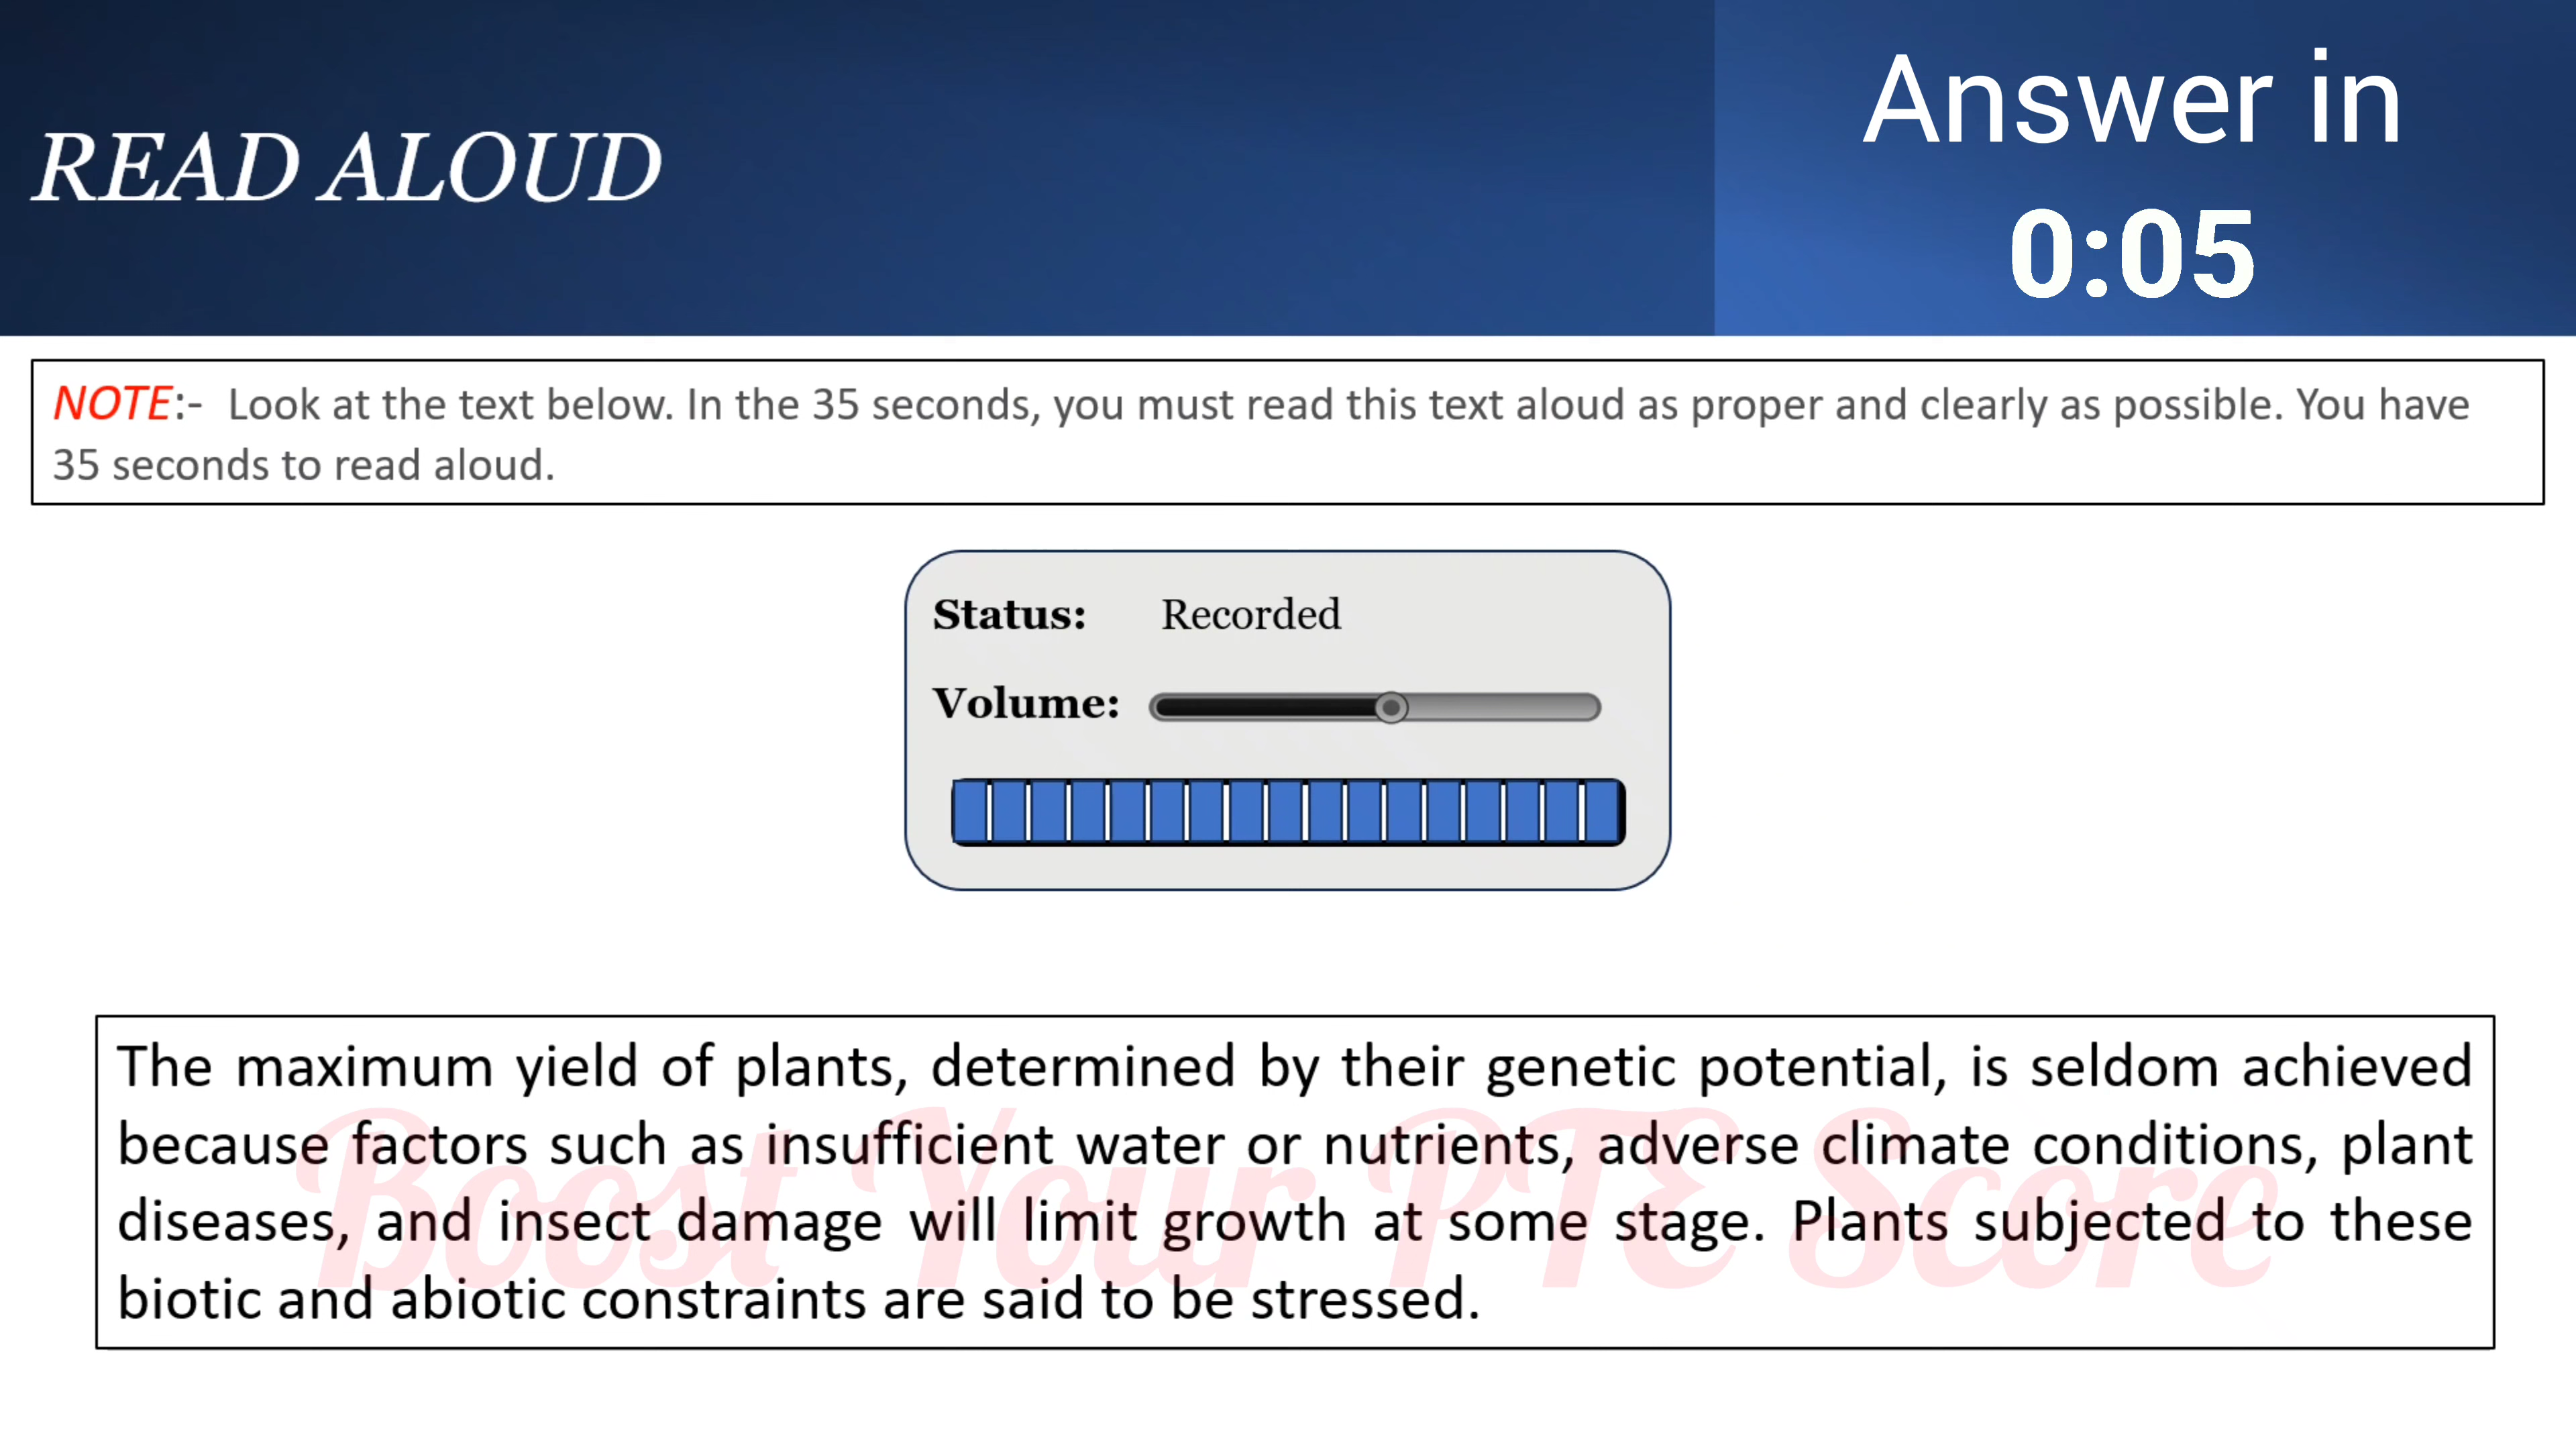 READ ALOUD
Answer in
0:05
NOTE:- Look at the text below. In the 35 seconds, you must read this text aloud as proper and clearly as possible. You have
35 seconds to read aloud.
Status: Recorded
Volume:
The maximum yield of plants, determined by their genetic potential, is seldom achieved
because factors such as insufficient water or nutrients, adverse climate conditions, plant
diseases, and insect damage will limit growth at some stage. Plants subjected to these
biotic and abiotic constraints are said to be stressed.
Boost Your PTE Score